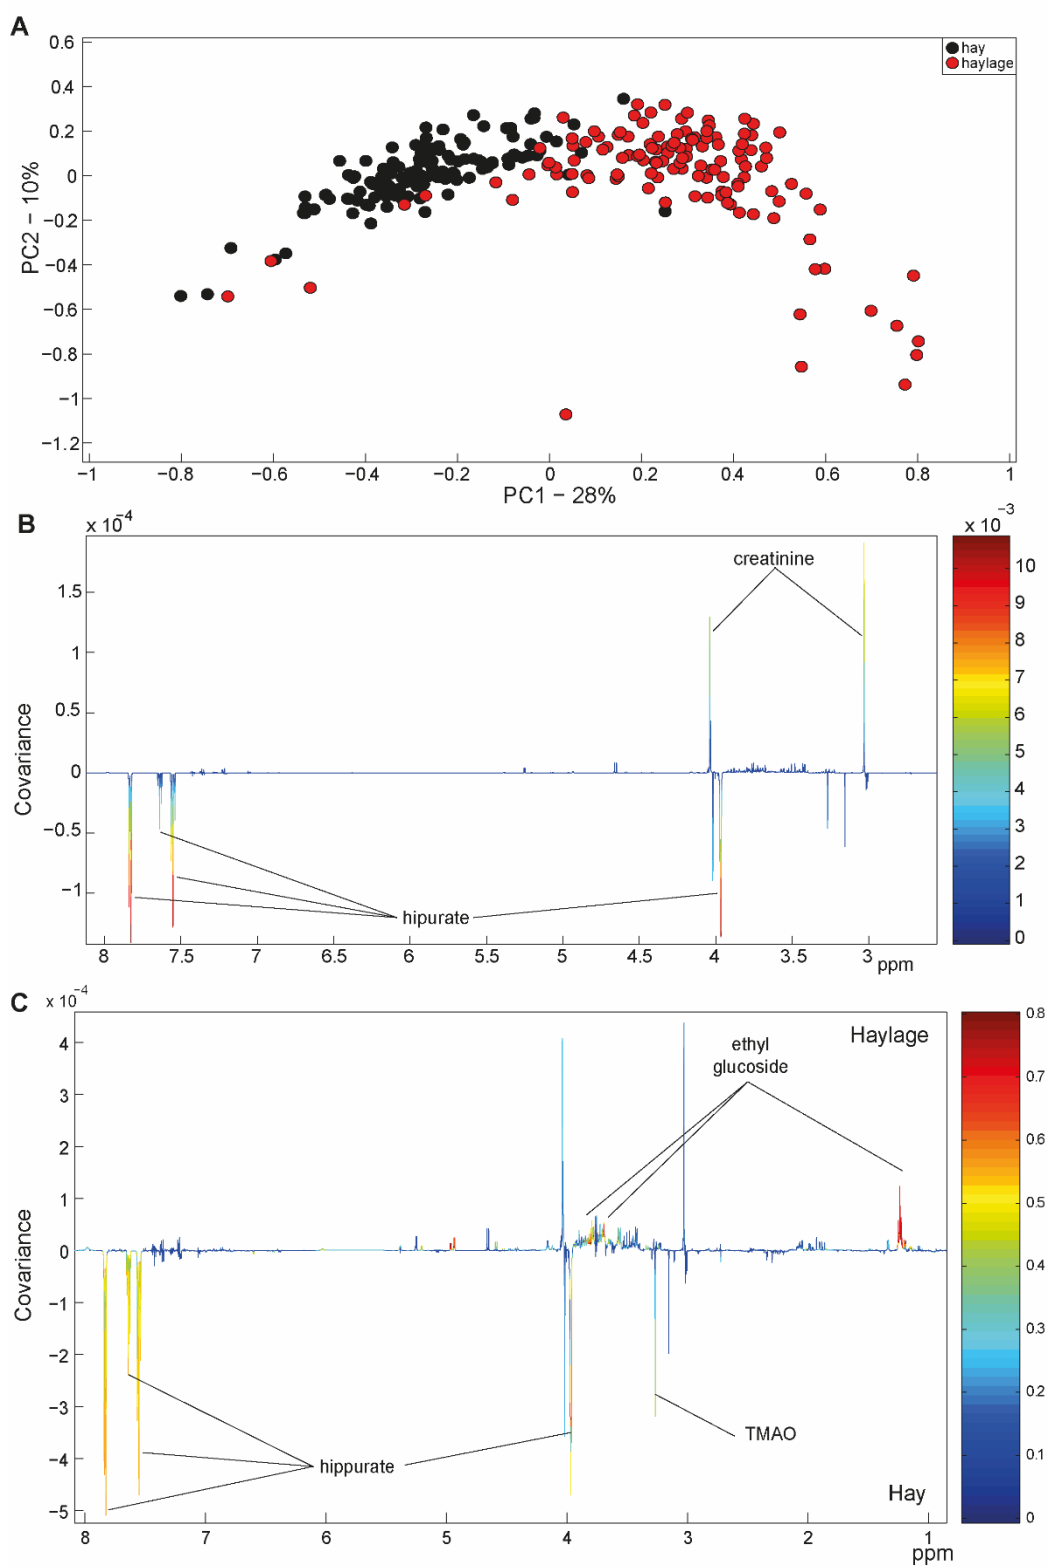 A
hay
haylage
0.6
0.4
0.2
0
−0.2
−0.4
−0.6
−0.8
−1
−1.2
PC2 − 10%
−1 −0.8 −0.6 −0.4 −0.2 0 0.2 0.4 0.6 0.8 1
PC1 − 28%
B
x 10⁻⁴
x 10⁻³
creatinine
1.5
1
0.5
0
−0.5
−1
Covariance
hipurate
10
9
8
7
6
5
4
3
2
1
0
8 7.5 7 6.5 6 5.5 5 4.5 4 3.5 3 ppm
C
x 10⁻⁴
Haylage
ethyl
glucoside
4
3
2
1
0
−1
−2
−3
−4
−5
Covariance
TMAO
hippurate
Hay
0.8
0.7
0.6
0.5
0.4
0.3
0.2
0.1
0
8 7 6 5 4 3 2 1
ppm